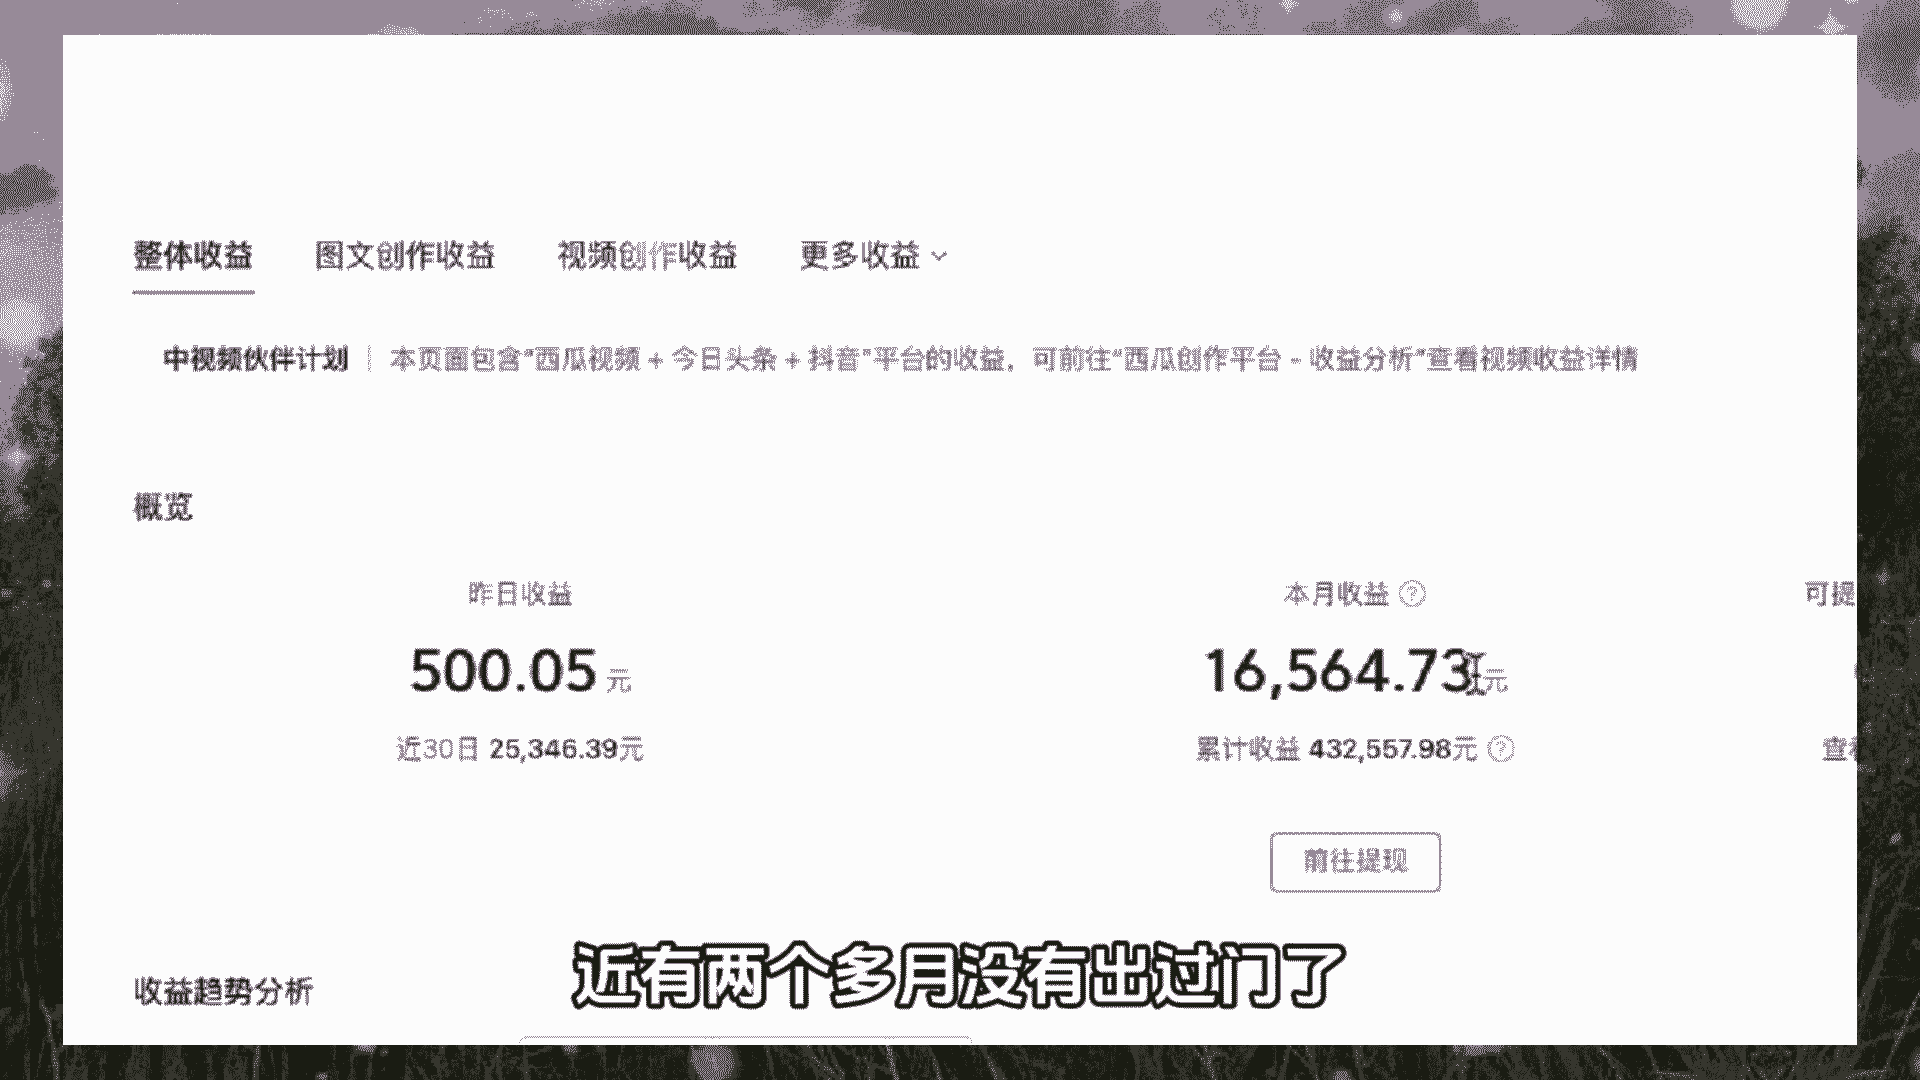 整体收益 图文创作收益 视频创作收益 更多收益
中视频伙伴计划 | 本页面包含"西瓜视频 + 今日头条 + 抖音"平台的收益，可前往"西瓜创作平台 - 收益分析"查看视频收益详情
概览
昨日收益 本月收益 ? 可提
500.05 元 16,564.73 元
近30日 25,346.39元 累计收益 432,557.98元 ? 查
前往提现
近有两个多月没有出过门了
收益趋势分析